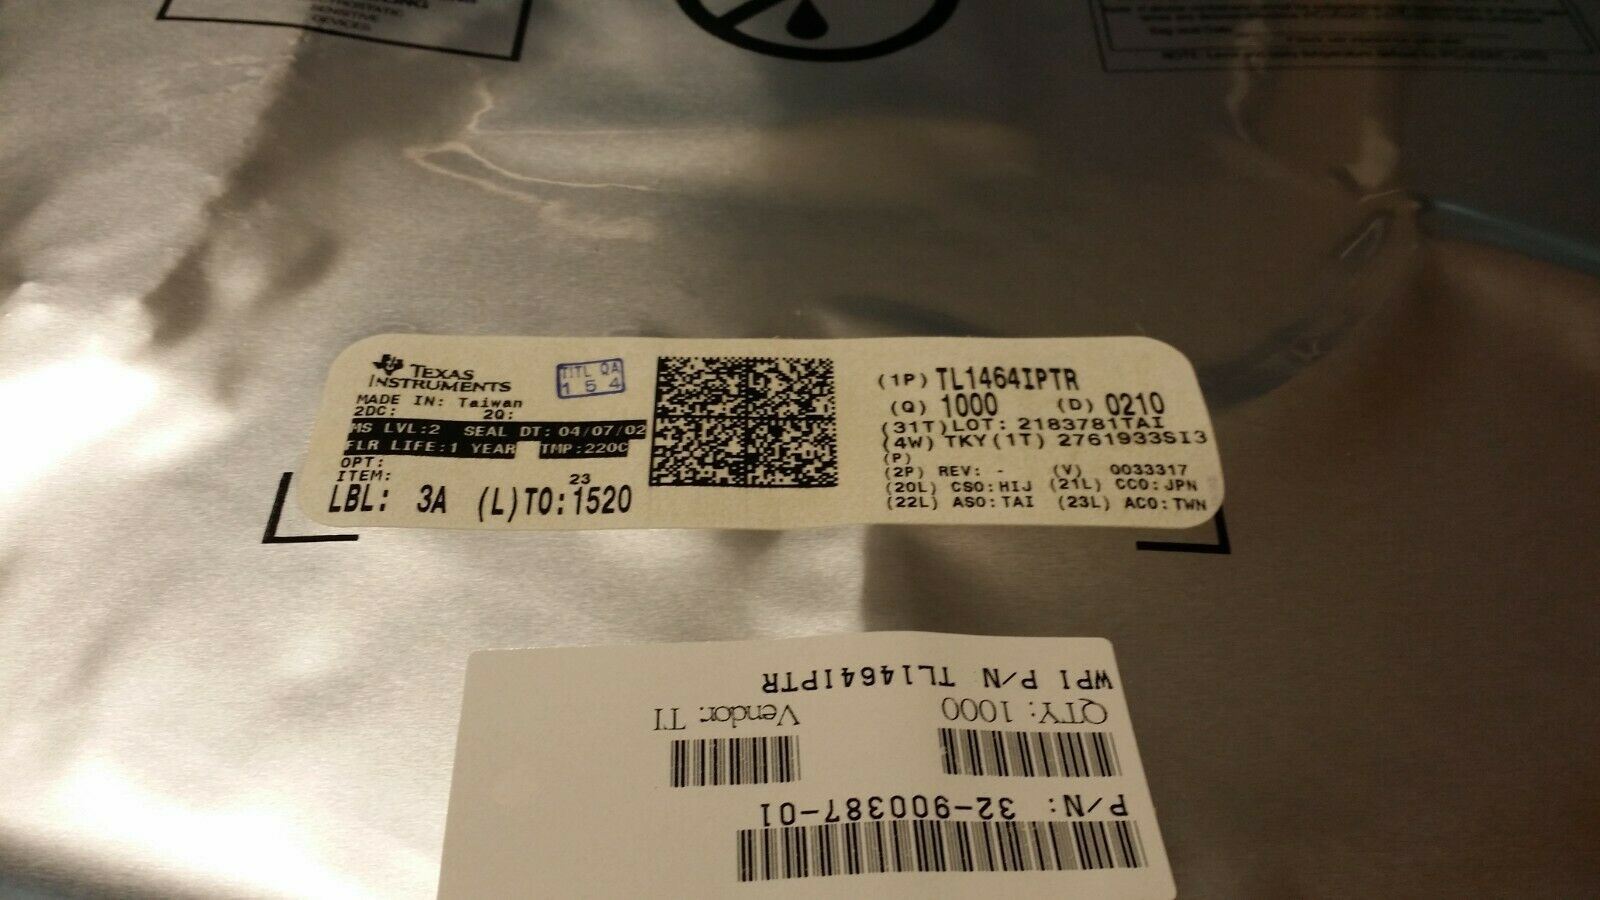 SENSITIVE
DEVICES
TEXAS
INSTRUMENTS
TITL QA
1 5 4
MADE IN: Taiwan
2DC: 2Q:
MS LVL:2 SEAL DT: 04/07/02
FLR LIFE:1 YEAR TMP:220C
OPT:
ITEM: 23
LBL: 3A (L)TO:1520
(1P) TL1464IPTR
(Q) 1000 (D) 0210
(31T)LOT: 2183781TAI
(4W) TKY(1T) 2761933SI3
(P)
(2P) REV: - (V) 0033317
(20L) CSO:HIJ (21L) CCO:JPN
(22L) ASO:TAI (23L) ACO:TWN
WPI P/N TL1464IPTR
QTY: 1000 Vendor: TI
P/N: 32-900387-01